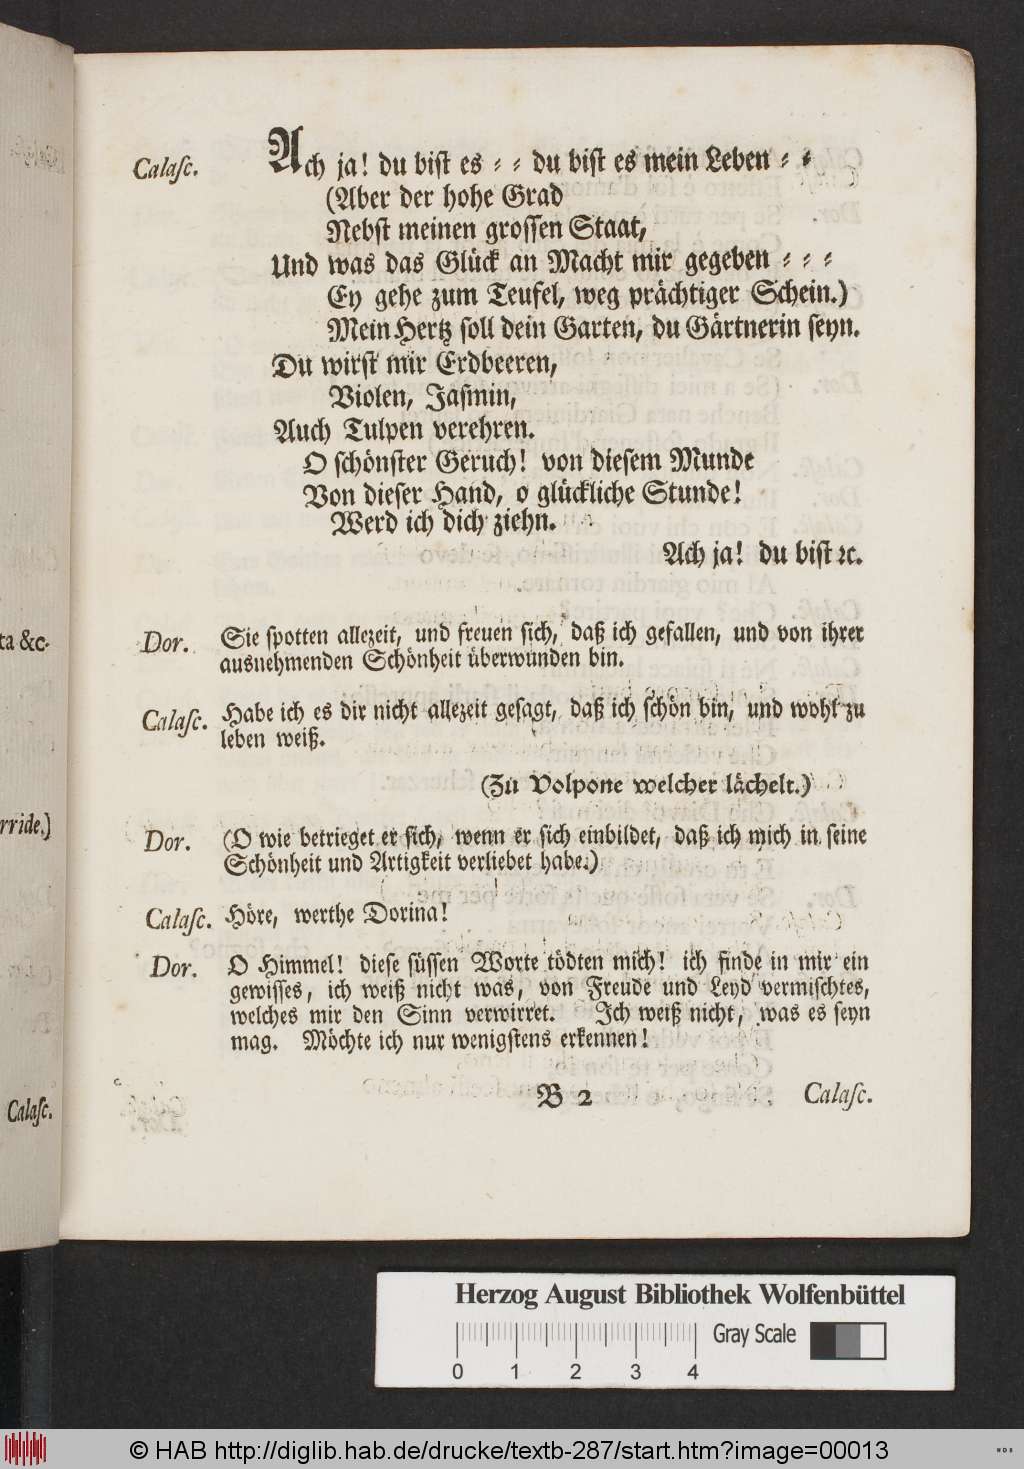 Calaſc. Ach ja! du biſt es ⸗ ⸗ du biſt es mein Leben ⸗ ⸗
(Aber der hohe Grad
Nebſt meinen groſſen Staat,
Und was das Glück an Macht mir gegeben ⸗ ⸗ ⸗
Ey gehe zum Teufel, weg prächtiger Schein.)
Mein Hertz ſoll dein Garten, du Gärtnerin ſeyn.
Du wirſt mir Erdbeeren,
Violen, Jaſmin,
Auch Tulpen verehren.
O ſchönſter Geruch! von dieſem Munde
Von dieſer Hand, o glückliche Stunde!
Werd ich dich ziehn.
Ach ja! du biſt ꝛc.
ta &c.
Dor. Sie ſpotten allezeit, und freuen ſich, daß ich gefallen, und von ihrer
ausnehmenden Schönheit überwunden bin.
Calaſc. Habe ich es dir nicht allezeit geſagt, daß ich ſchön bin, und wohl zu
leben weiß.
(Zu Volpone welcher lächelt.)
rride.)
Dor. (O wie betrieget er ſich, wenn er ſich einbildet, daß ich mich in ſeine
Schönheit und Artigkeit verliebet habe.)
Calaſc. Höre, werthe Dorina!
Dor. O Himmel! dieſe ſüſſen Worte tödten mich! ich finde in mir ein
gewiſſes, ich weiß nicht was, von Freude und Leyd vermiſchtes,
welches mir den Sinn verwirret. Ich weiß nicht, was es ſeyn
mag. Möchte ich nur wenigſtens erkennen!
B 2 Calaſc.
Calaſc.
Herzog August Bibliothek Wolfenbüttel
Gray Scale
0 1 2 3 4
© HAB http://diglib.hab.de/drucke/textb-287/start.htm?image=00013